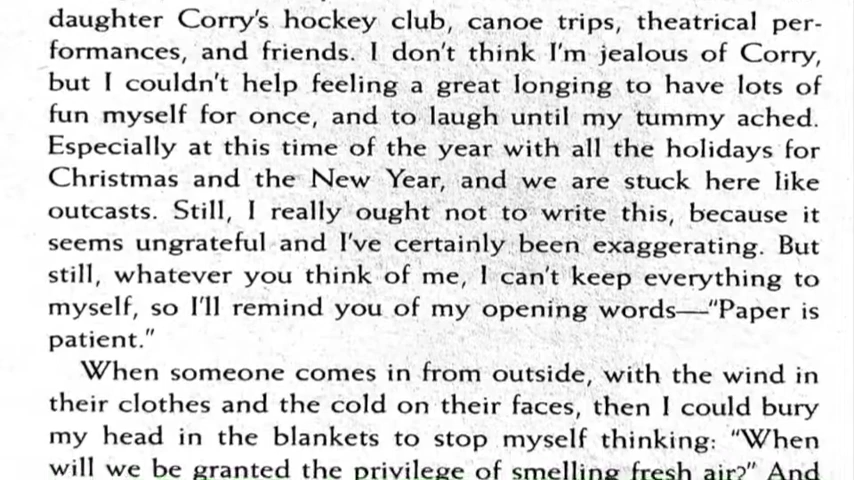 daughter Corry's hockey club, canoe trips, theatrical per-
formances, and friends. I don't think I'm jealous of Corry,
but I couldn't help feeling a great longing to have lots of
fun myself for once, and to laugh until my tummy ached.
Especially at this time of the year with all the holidays for
Christmas and the New Year, and we are stuck here like
outcasts. Still, I really ought not to write this, because it
seems ungrateful and I've certainly been exaggerating. But
still, whatever you think of me, I can't keep everything to
myself, so I'll remind you of my opening words—"Paper is
patient."
When someone comes in from outside, with the wind in
their clothes and the cold on their faces, then I could bury
my head in the blankets to stop myself thinking: "When
will we be granted the privilege of smelling fresh air?" And